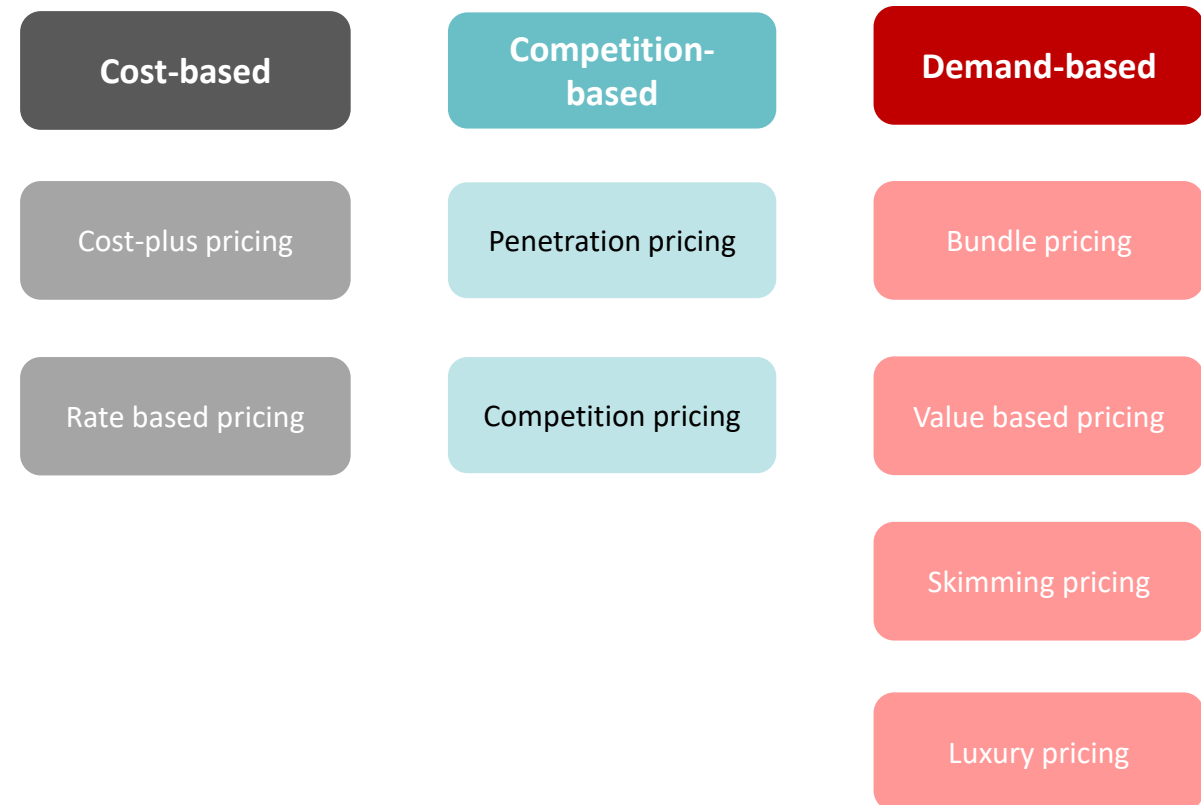 Cost-based
Competition-
based
Demand-based
Cost-plus pricing
Penetration pricing
Bundle pricing
Rate based pricing
Competition pricing
Value based pricing
Skimming pricing
Luxury pricing